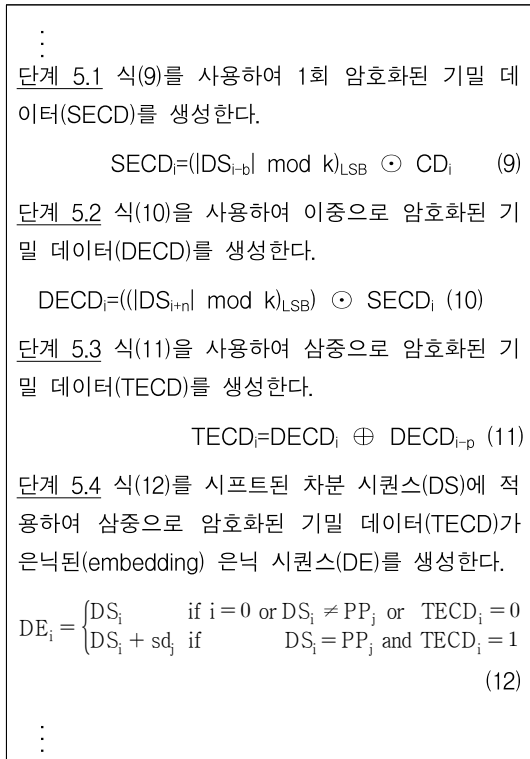 ⋮
단계 5.1 식(9)를 사용하여 1회 암호화된 기밀 데
이터(SECD)를 생성한다.
SECDᵢ=(|DSᵢ₋b| mod k)LSB ⊙ CDᵢ (9)
단계 5.2 식(10)을 사용하여 이중으로 암호화된 기
밀 데이터(DECD)를 생성한다.
DECDᵢ=((|DSᵢ₊ₙ| mod k)LSB) ⊙ SECDᵢ (10)
단계 5.3 식(11)을 사용하여 삼중으로 암호화된 기
밀 데이터(TECD)를 생성한다.
TECDᵢ=DECDᵢ ⊕ DECDᵢ₋ₚ (11)
단계 5.4 식(12)를 시프트된 차분 시퀀스(DS)에 적
용하여 삼중으로 암호화된 기밀 데이터(TECD)가
은닉된(embedding) 은닉 시퀀스(DE)를 생성한다.
DEᵢ = {DSᵢ if i=0 or DSᵢ ≠ PPⱼ or TECDᵢ = 0
DSᵢ + sdⱼ if DSᵢ = PPⱼ and TECDᵢ = 1
(12)
⋮